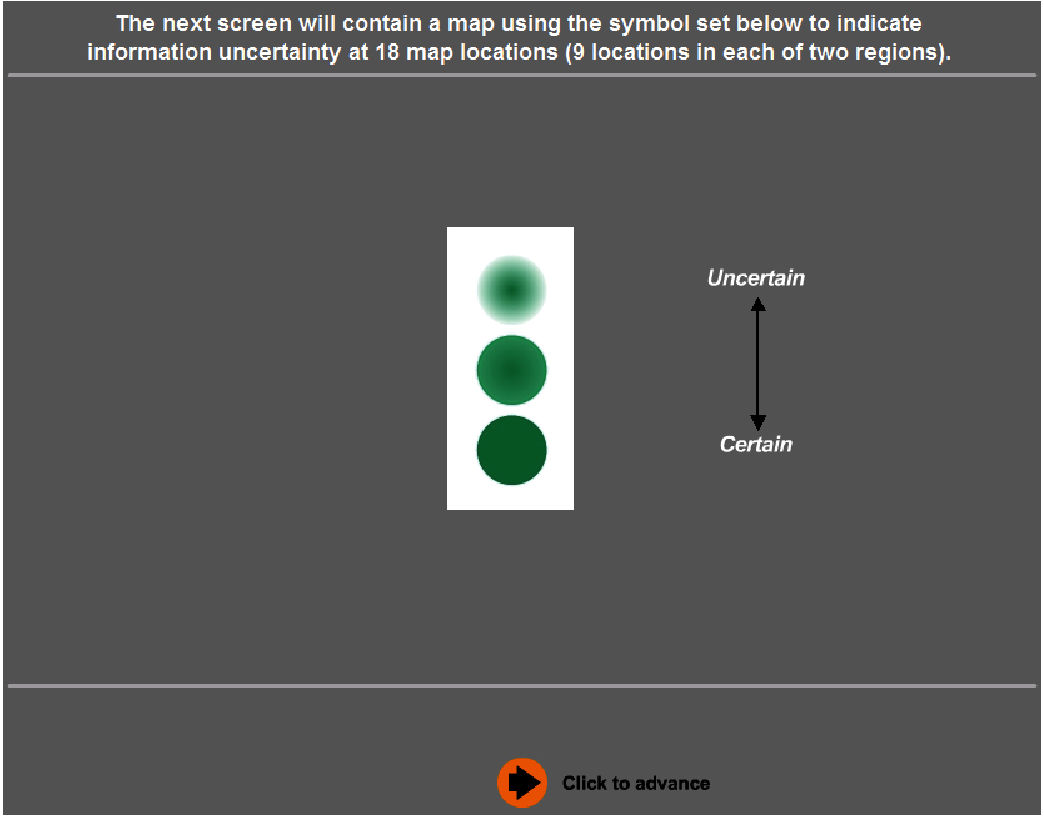 The next screen will contain a map using the symbol set below to indicate
information uncertainty at 18 map locations (9 locations in each of two regions).
Uncertain
Certain
Click to advance